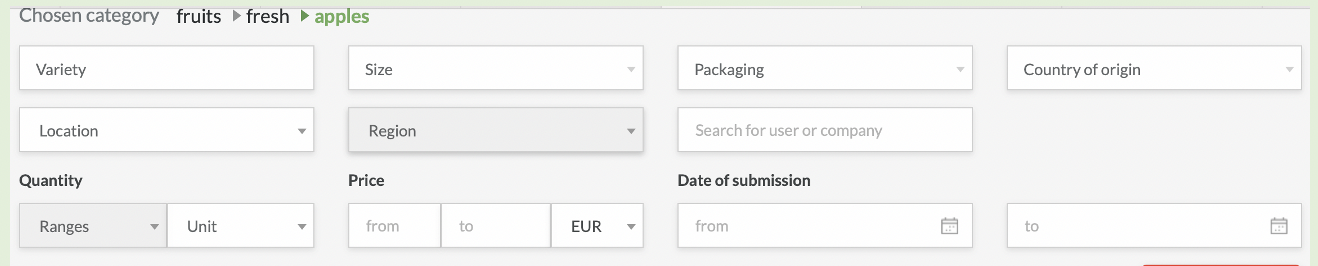 Chosen category fruits fresh apples
Variety Size Packaging Country of origin
Location Region Search for user or company
Quantity Price Date of submission
Ranges Unit from to EUR from to